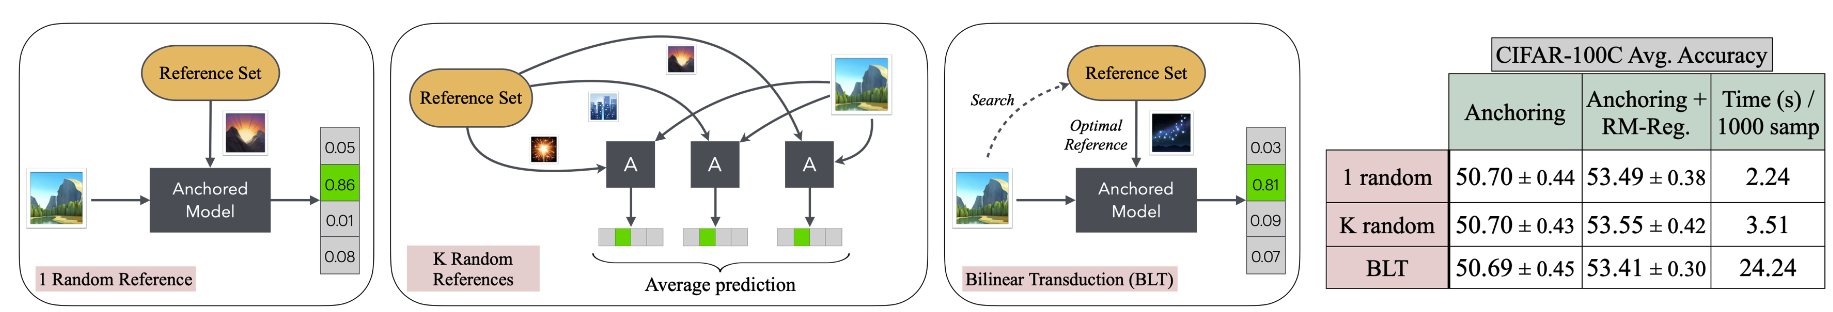 Reference Set
Anchored
Model
0.05
0.86
0.01
0.08
1 Random Reference
Reference Set
A
A
A
K Random
References
Average prediction
Reference Set
Search
Optimal
Reference
Anchored
Model
0.03
0.81
0.09
0.07
Bilinear Transduction (BLT)
CIFAR-100C Avg. Accuracy
Anchoring
Anchoring +
RM-Reg.
Time (s) /
1000 samp
1 random 50.70 ± 0.44 53.49 ± 0.38 2.24
K random 50.70 ± 0.43 53.55 ± 0.42 3.51
BLT 50.69 ± 0.45 53.41 ± 0.30 24.24